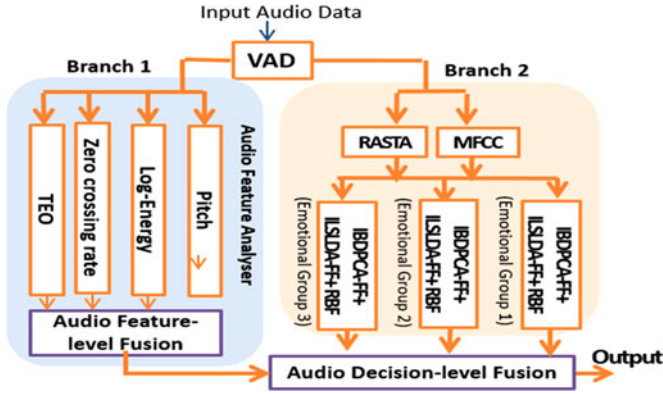 Input Audio Data
VAD
Branch 1
Branch 2
TEO
Zero crossing rate
Log-Energy
Pitch
Audio Feature Analyser
Audio Feature-
level Fusion
RASTA
MFCC
IBDPCA-FF+
ILSLDA-FF+ RBF
(Emotional Group 3)
IBDPCA-FF+
ILSLDA-FF+ RBF
(Emotional Group 2)
IBDPCA-FF+
ILSLDA-FF+ RBF
(Emotional Group 1)
Audio Decision-level Fusion
Output